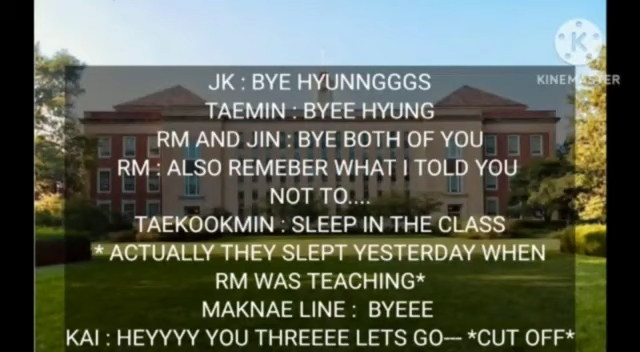 JK : BYE HYUNNGGGS
KINEMASTER
TAEMIN : BYEE HYUNG
RM AND JIN : BYE BOTH OF YOU
RM : ALSO REMEBER WHAT I TOLD YOU
NOT TO....
TAEKOOKMIN : SLEEP IN THE CLASS
* ACTUALLY THEY SLEPT YESTERDAY WHEN
RM WAS TEACHING*
MAKNAE LINE : BYEEE
KAI : HEYYYY YOU THREEEE LETS GO--- *CUT OFF*